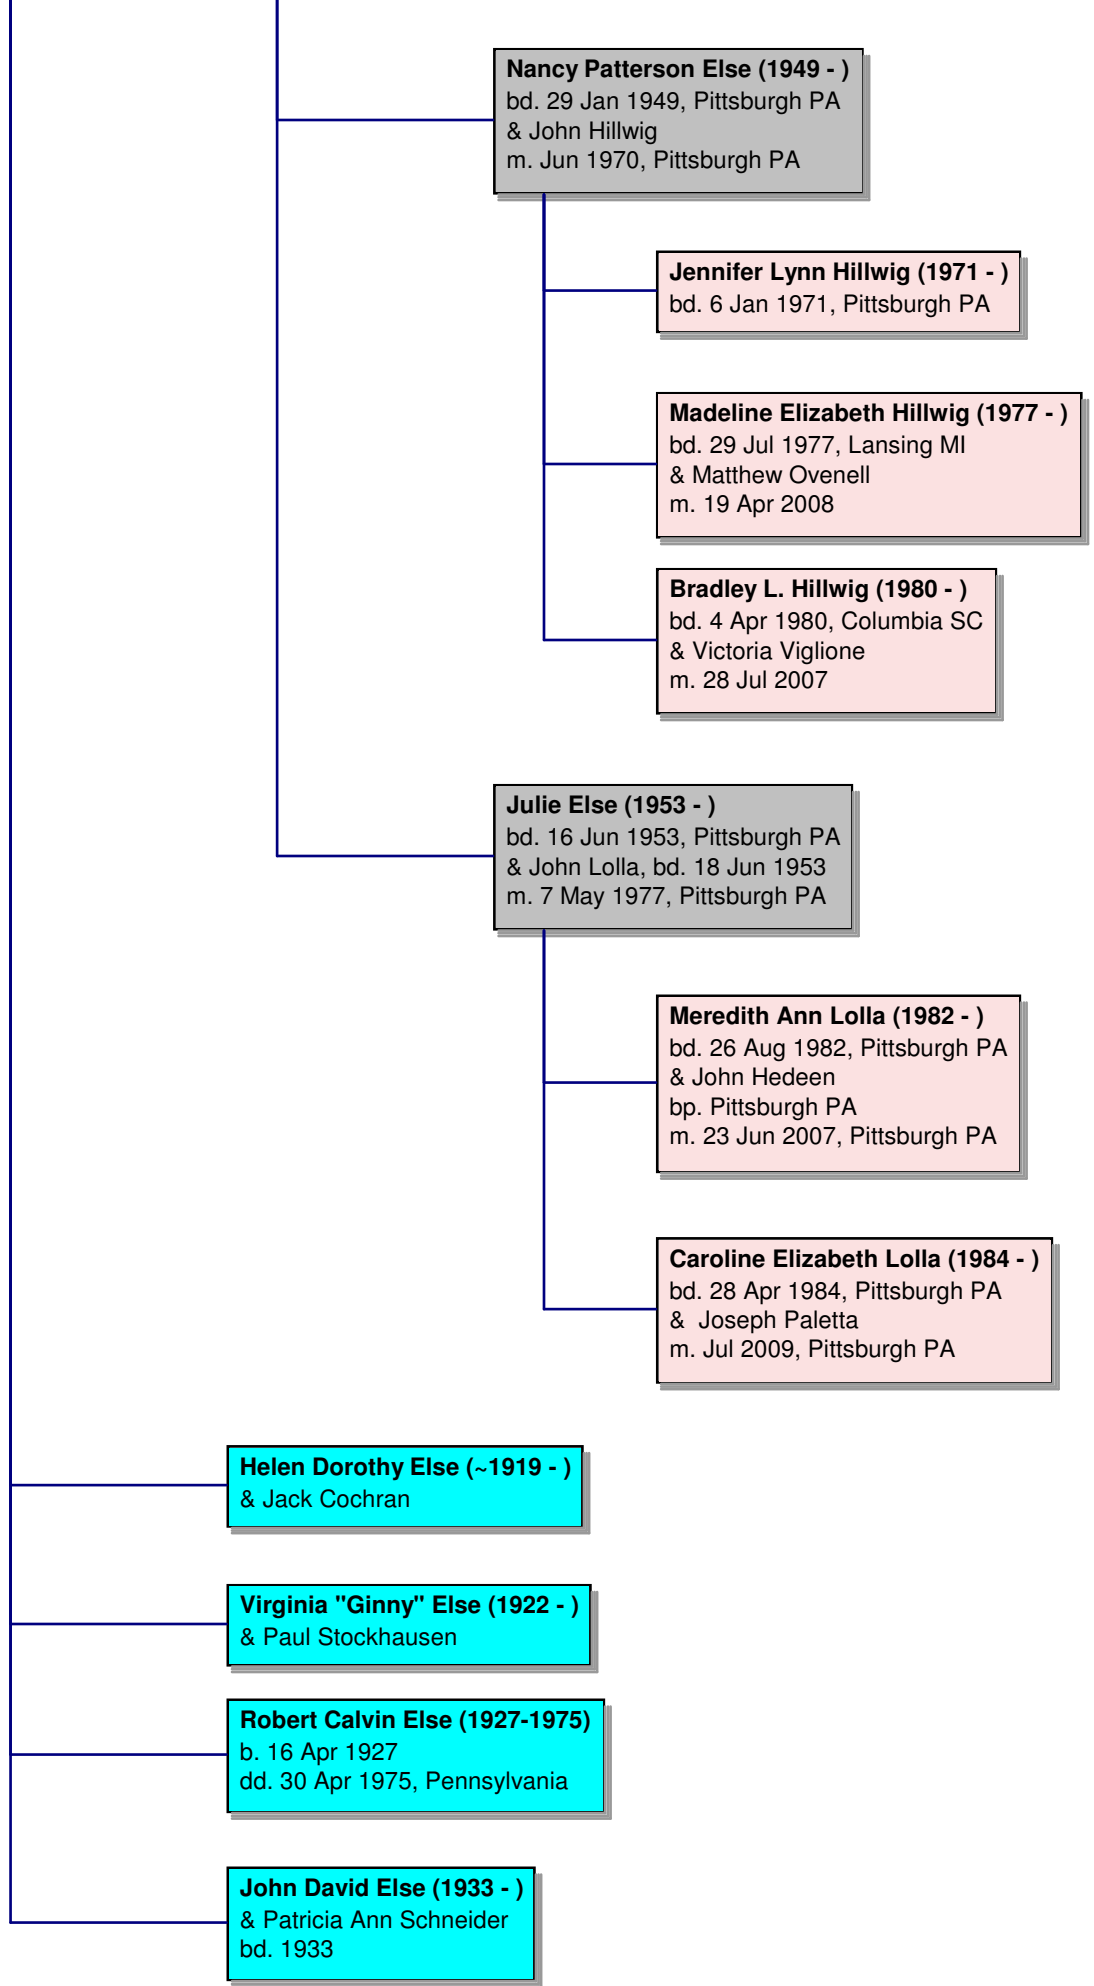 Nancy Patterson Else (1949 - )
bd. 29 Jan 1949, Pittsburgh PA
& John Hillwig
m. Jun 1970, Pittsburgh PA
Jennifer Lynn Hillwig (1971 - )
bd. 6 Jan 1971, Pittsburgh PA
Madeline Elizabeth Hillwig (1977 - )
bd. 29 Jul 1977, Lansing MI
& Matthew Ovenell
m. 19 Apr 2008
Bradley L. Hillwig (1980 - )
bd. 4 Apr 1980, Columbia SC
& Victoria Viglione
m. 28 Jul 2007
Julie Else (1953 - )
bd. 16 Jun 1953, Pittsburgh PA
& John Lolla, bd. 18 Jun 1953
m. 7 May 1977, Pittsburgh PA
Meredith Ann Lolla (1982 - )
bd. 26 Aug 1982, Pittsburgh PA
& John Hedeen
bp. Pittsburgh PA
m. 23 Jun 2007, Pittsburgh PA
Caroline Elizabeth Lolla (1984 - )
bd. 28 Apr 1984, Pittsburgh PA
&  Joseph Paletta
m. Jul 2009, Pittsburgh PA
Helen Dorothy Else (~1919 - )
& Jack Cochran
Virginia "Ginny" Else (1922 - )
& Paul Stockhausen
Robert Calvin Else (1927-1975)
b. 16 Apr 1927
dd. 30 Apr 1975, Pennsylvania
John David Else (1933 - )
& Patricia Ann Schneider
bd. 1933